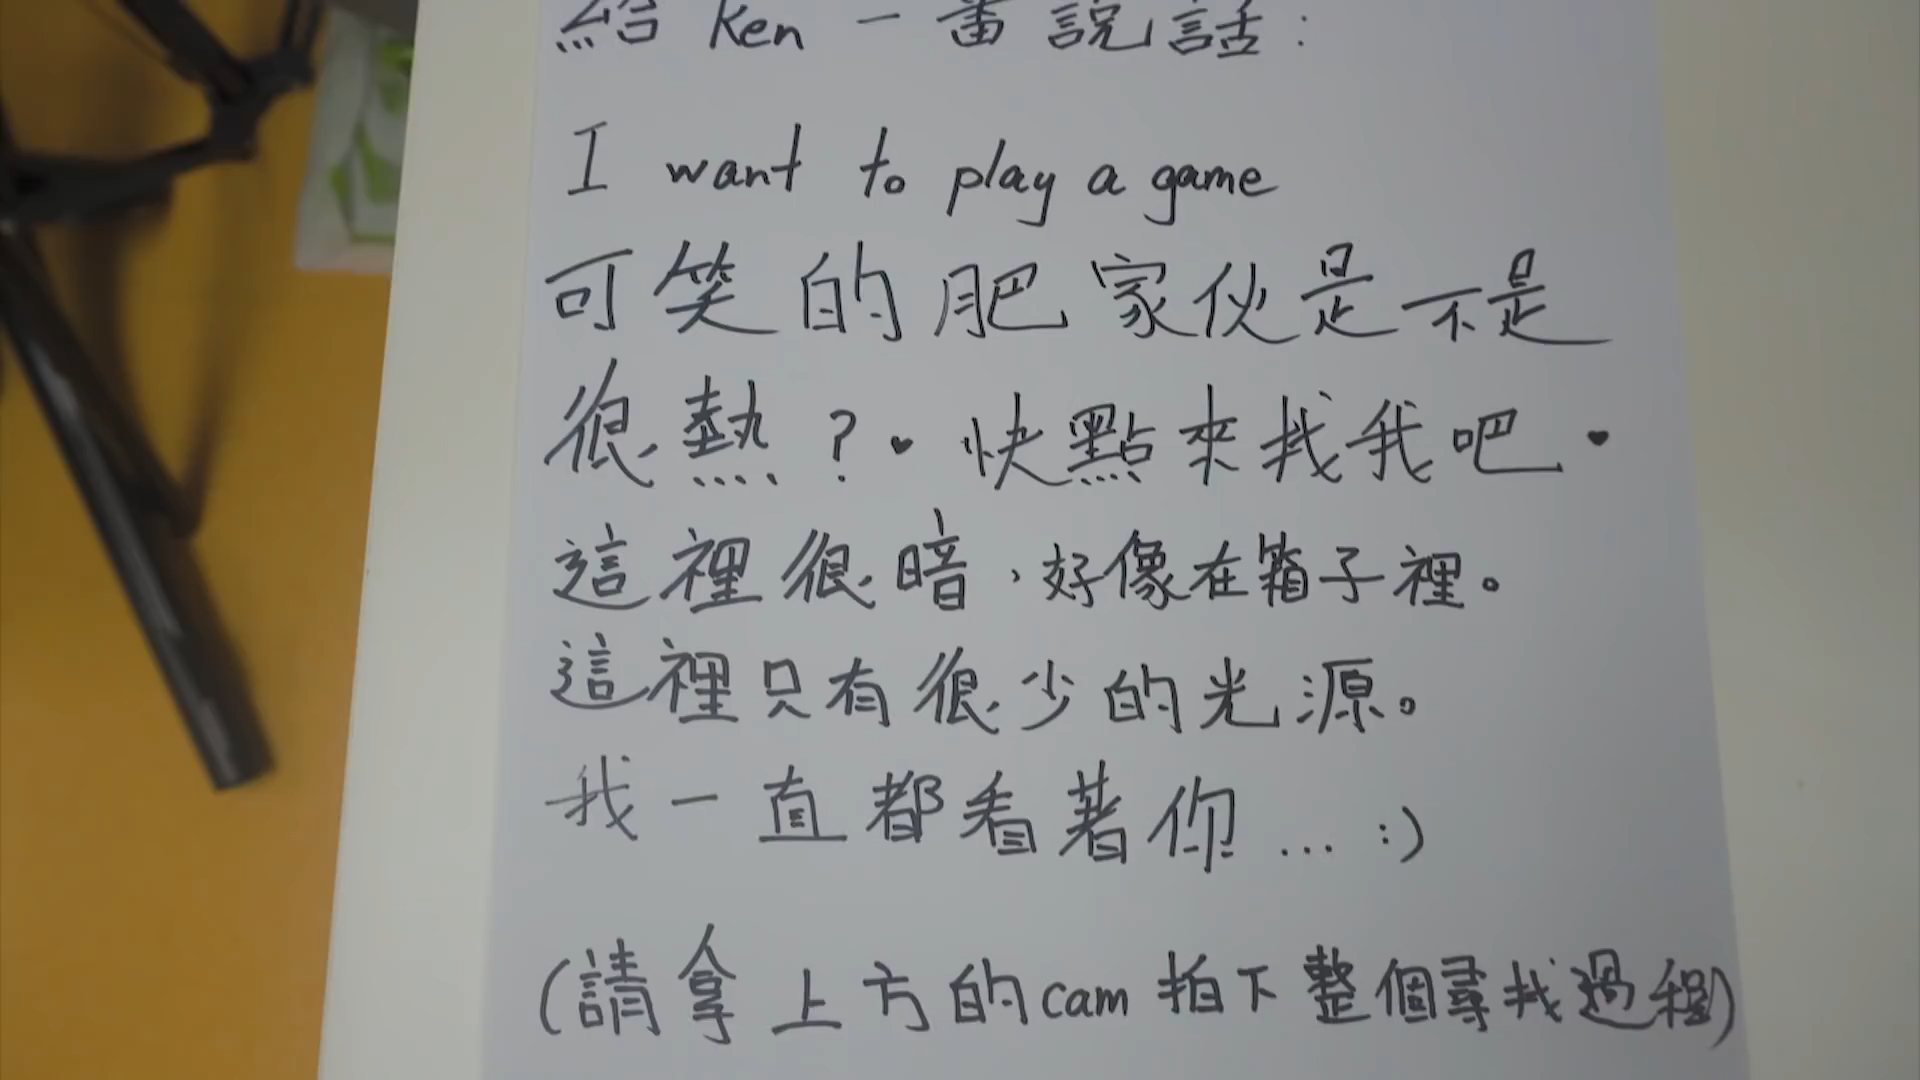 給 Ken 一番說話:
I want to play a game
可笑的肥家伙是不是
很熱?. 快點來找我吧.
這裡很暗,好像在箱子裡。
這裡只有很少的光源。
我一直都看著你... :)
(請拿上方的cam拍下整個尋找過程)